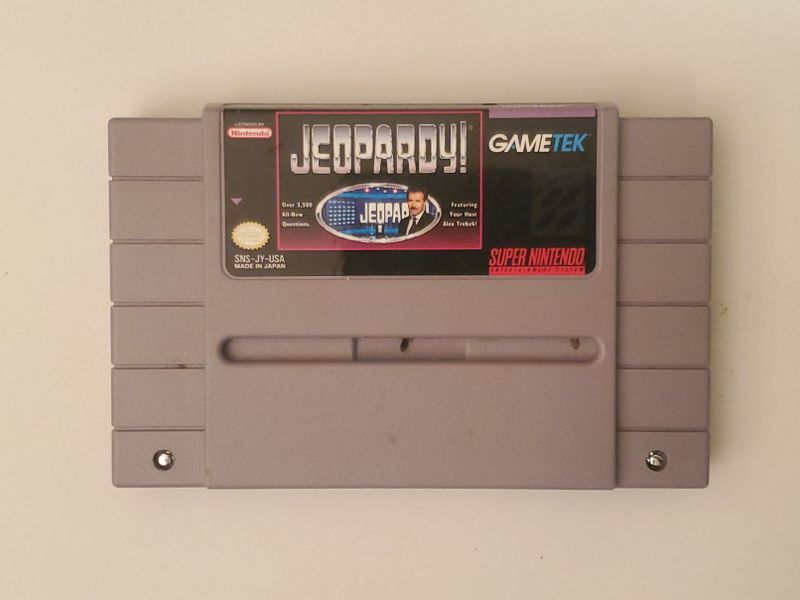 LICENSED BY
Nintendo
JEOPARDY!
GAMETEK
Over 3,500
All-New
Questions.
JEOPAR
Featuring
Your Host
Alex Trebek!
SNS-JY-USA
MADE IN JAPAN
SUPER NINTENDO
ENTERTAINMENT SYSTEM